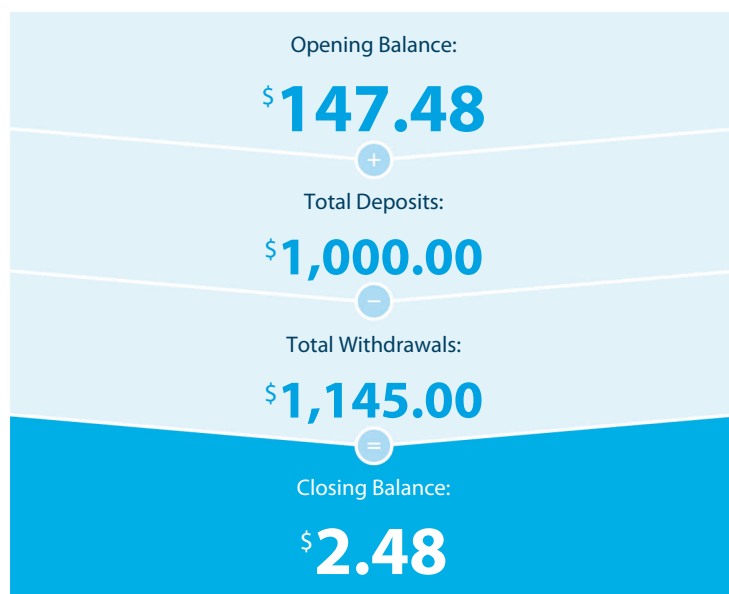 Opening Balance:
$147.48
+
Total Deposits:
$1,000.00
−
Total Withdrawals:
$1,145.00
=
Closing Balance:
$2.48